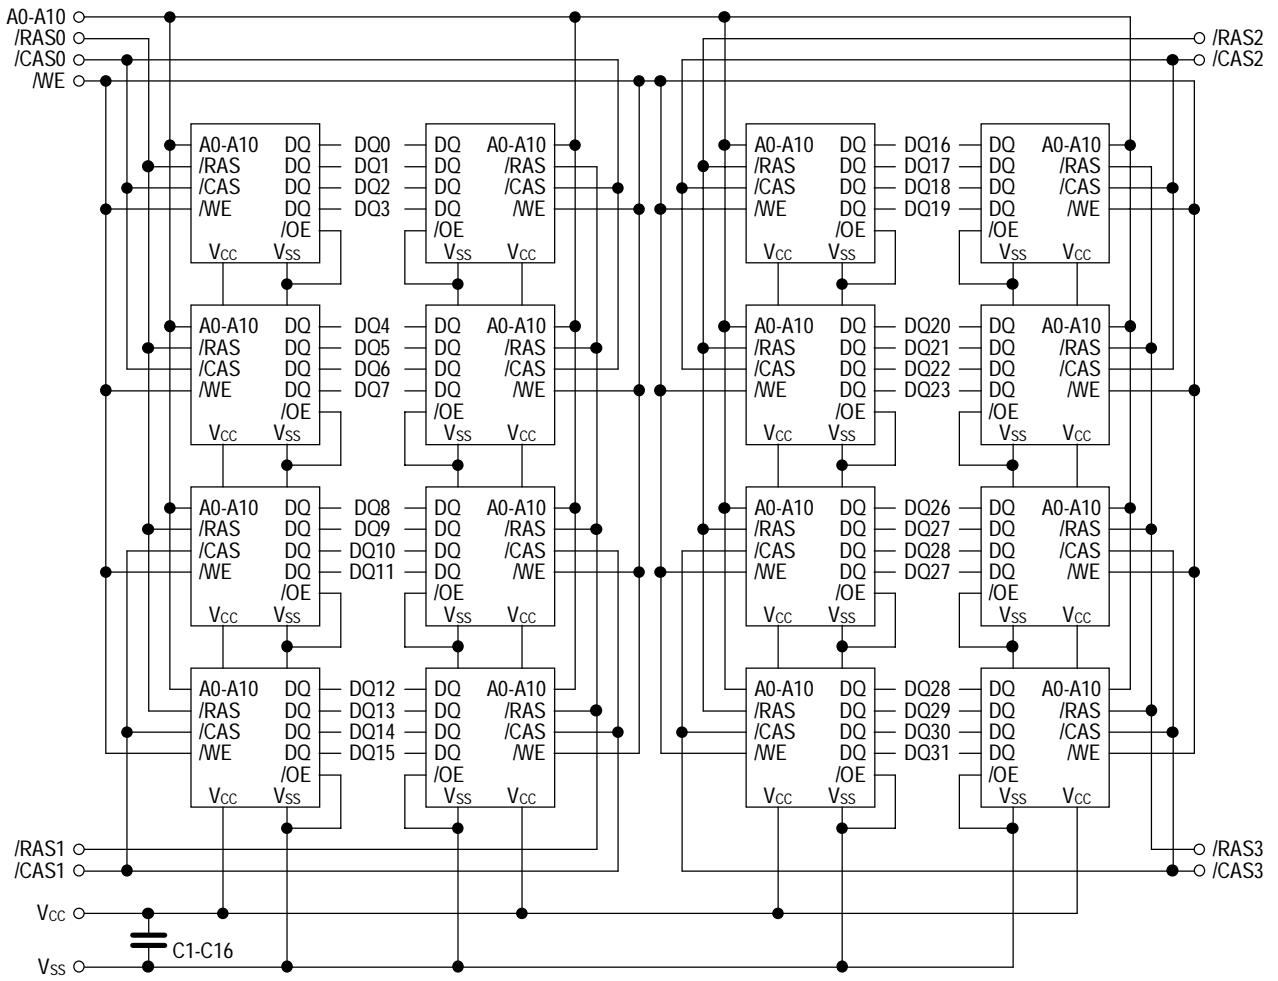 A0-A10
/RAS0
/CAS0
/WE
/RAS2
/CAS2
A0-A10 DQ DQ0 DQ A0-A10 A0-A10 DQ DQ16 DQ A0-A10
/RAS DQ DQ1 DQ /RAS /RAS DQ DQ17 DQ /RAS
/CAS DQ DQ2 DQ /CAS /CAS DQ DQ18 DQ /CAS
/WE DQ DQ3 DQ /WE /WE DQ DQ19 DQ /WE
/OE /OE /OE /OE
VCC VSS VSS VCC VCC VSS VSS VCC
A0-A10 DQ DQ4 DQ A0-A10 A0-A10 DQ DQ20 DQ A0-A10
/RAS DQ DQ5 DQ /RAS /RAS DQ DQ21 DQ /RAS
/CAS DQ DQ6 DQ /CAS /CAS DQ DQ22 DQ /CAS
/WE DQ DQ7 DQ /WE /WE DQ DQ23 DQ /WE
/OE /OE /OE /OE
VCC VSS VSS VCC VCC VSS VSS VCC
A0-A10 DQ DQ8 DQ A0-A10 A0-A10 DQ DQ26 DQ A0-A10
/RAS DQ DQ9 DQ /RAS /RAS DQ DQ27 DQ /RAS
/CAS DQ DQ10 DQ /CAS /CAS DQ DQ28 DQ /CAS
/WE DQ DQ11 DQ /WE /WE DQ DQ27 DQ /WE
/OE /OE /OE /OE
VCC VSS VSS VCC VCC VSS VSS VCC
A0-A10 DQ DQ12 DQ A0-A10 A0-A10 DQ DQ28 DQ A0-A10
/RAS DQ DQ13 DQ /RAS /RAS DQ DQ29 DQ /RAS
/CAS DQ DQ14 DQ /CAS /CAS DQ DQ30 DQ /CAS
/WE DQ DQ15 DQ /WE /WE DQ DQ31 DQ /WE
/OE /OE /OE /OE
VCC VSS VSS VCC VCC VSS VSS VCC
/RAS1
/CAS1
/RAS3
/CAS3
VCC
C1-C16
VSS